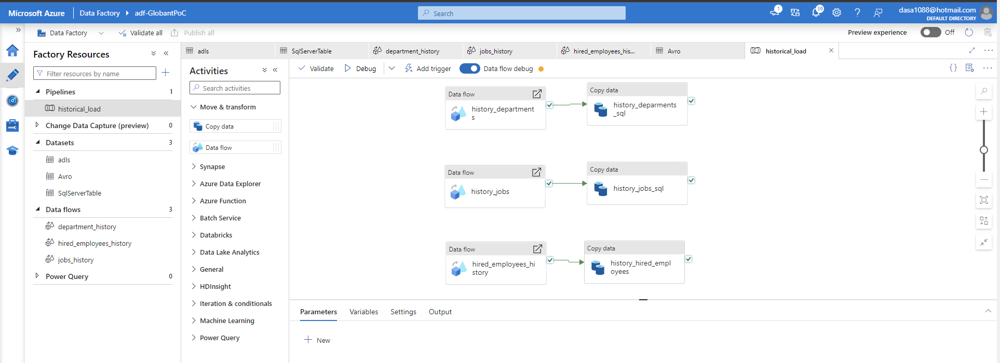 Microsoft Azure
Data Factory
adf-GlobantPoC
Search
1
36
dasa1088@hotmail.com
DEFAULT DIRECTORY
Data Factory
Validate all
Publish all
Preview experience
Off
Factory Resources
Filter resources by name
Pipelines 1
historical_load
Change Data Capture (preview) 0
Datasets 3
adls
Avro
SqlServerTable
Data flows 3
department_history
hired_employees_history
jobs_history
Power Query 0
adls
SqlServerTable
department_history
jobs_history
hired_employees_his...
Avro
historical_load
Activities
Search activities
Move & transform
Copy data
Data flow
Synapse
Azure Data Explorer
Azure Function
Batch Service
Databricks
Data Lake Analytics
General
HDInsight
Iteration & conditionals
Machine Learning
Power Query
Validate
Debug
Add trigger
Data flow debug
Data flow
history_department
s
Copy data
history_deparments
_sql
Data flow
history_jobs
Copy data
history_jobs_sql
Data flow
hired_employees_hi
story
Copy data
history_hired_empl
oyees
Parameters
Variables
Settings
Output
New